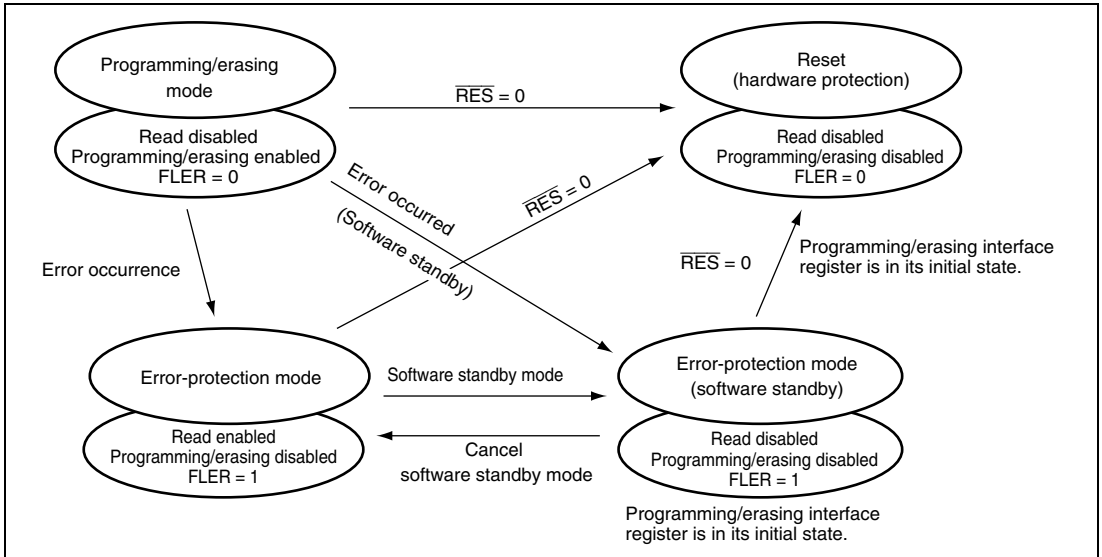 Programming/erasing
mode
Read disabled
Programming/erasing enabled
FLER = 0
R̅E̅S̅ = 0
Reset
(hardware protection)
Read disabled
Programming/erasing disabled
FLER = 0
Error occurred
(Software standby)
R̅E̅S̅ = 0
Error occurrence
R̅E̅S̅ = 0
Programming/erasing interface
register is in its initial state.
Error-protection mode
Read enabled
Programming/erasing disabled
FLER = 1
Software standby mode
Cancel
software standby mode
Error-protection mode
(software standby)
Read disabled
Programming/erasing disabled
FLER = 1
Programming/erasing interface
register is in its initial state.